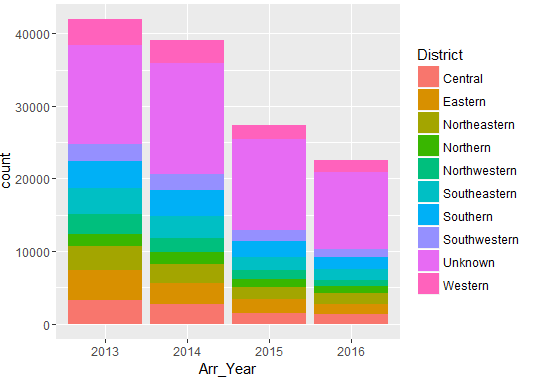 40000
30000
20000
10000
0
count
2013 2014 2015 2016
Arr_Year
District
Central
Eastern
Northeastern
Northern
Northwestern
Southeastern
Southern
Southwestern
Unknown
Western